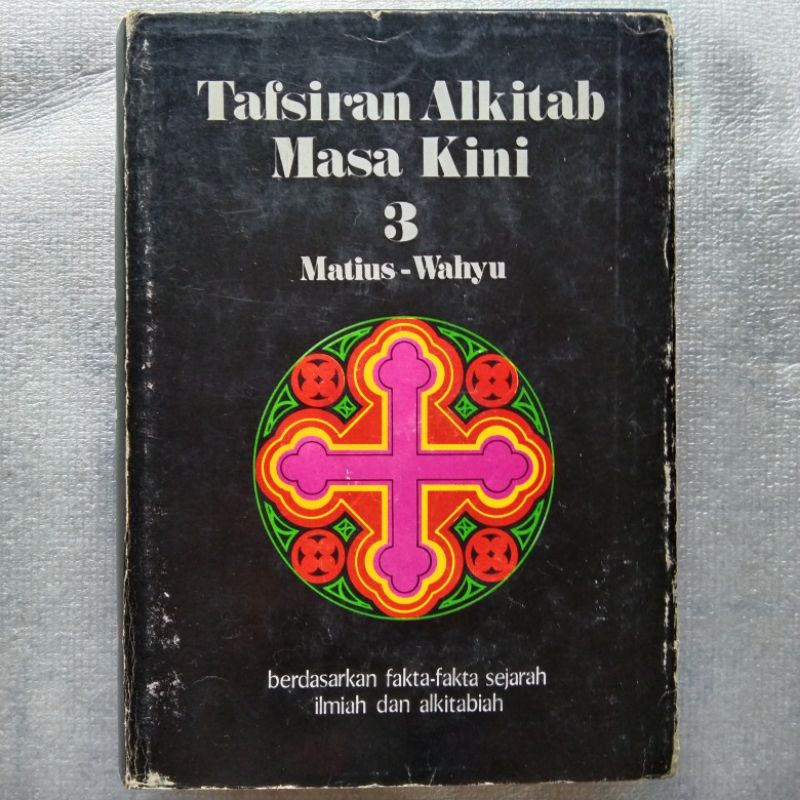 Tafsiran Alkitab
Masa Kini
3
Matius - Wahyu
berdasarkan fakta-fakta sejarah
ilmiah dan alkitabiah